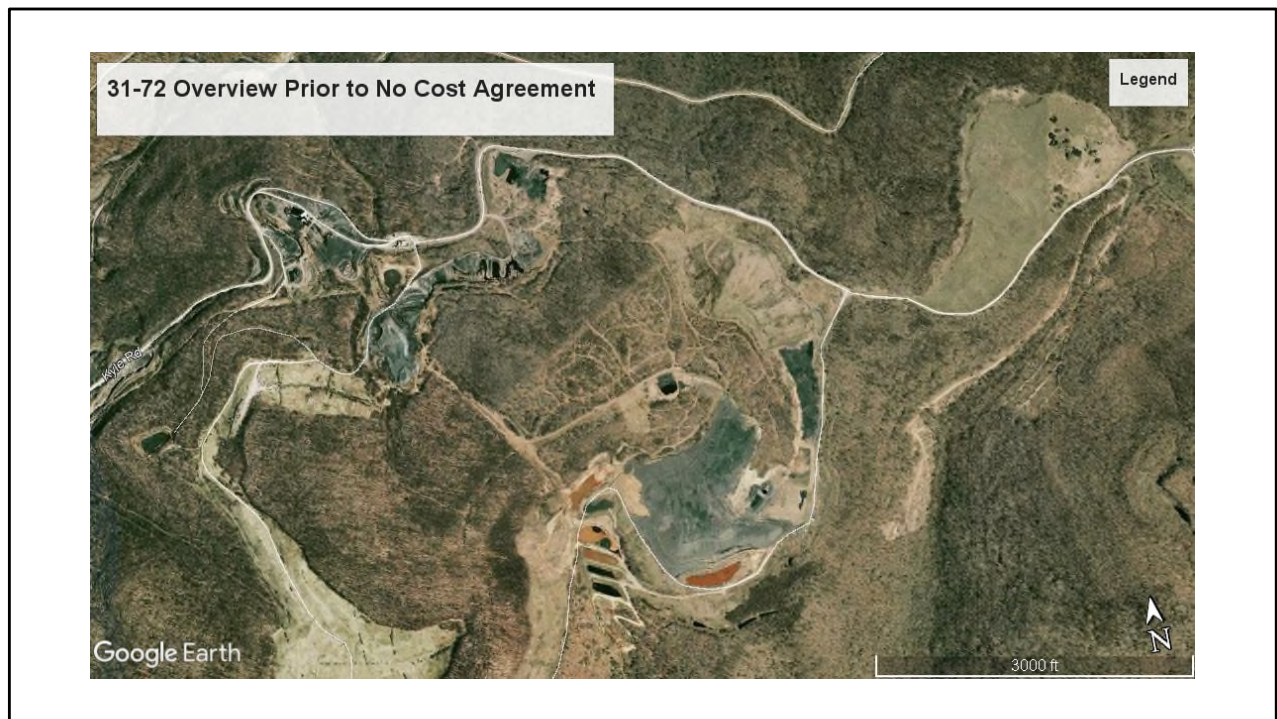 31-72 Overview Prior to No Cost Agreement
Legend
Kyle Rd
Google Earth
N
3000 ft